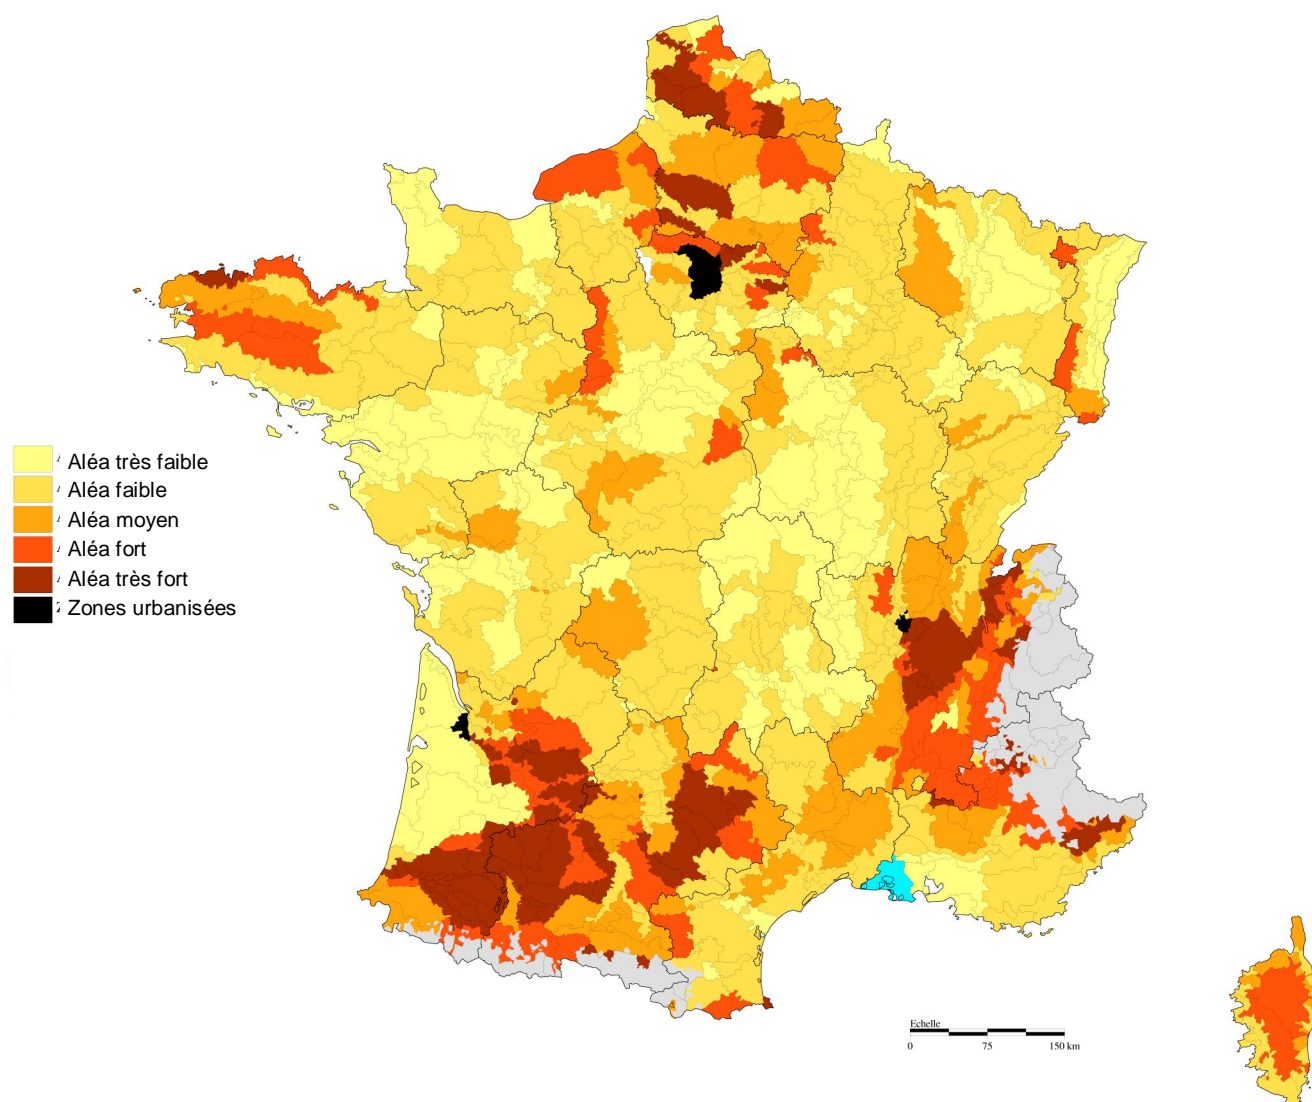 Aléa très faible
Aléa faible
Aléa moyen
Aléa fort
Aléa très fort
Zones urbanisées
Echelle
0 75 150 km